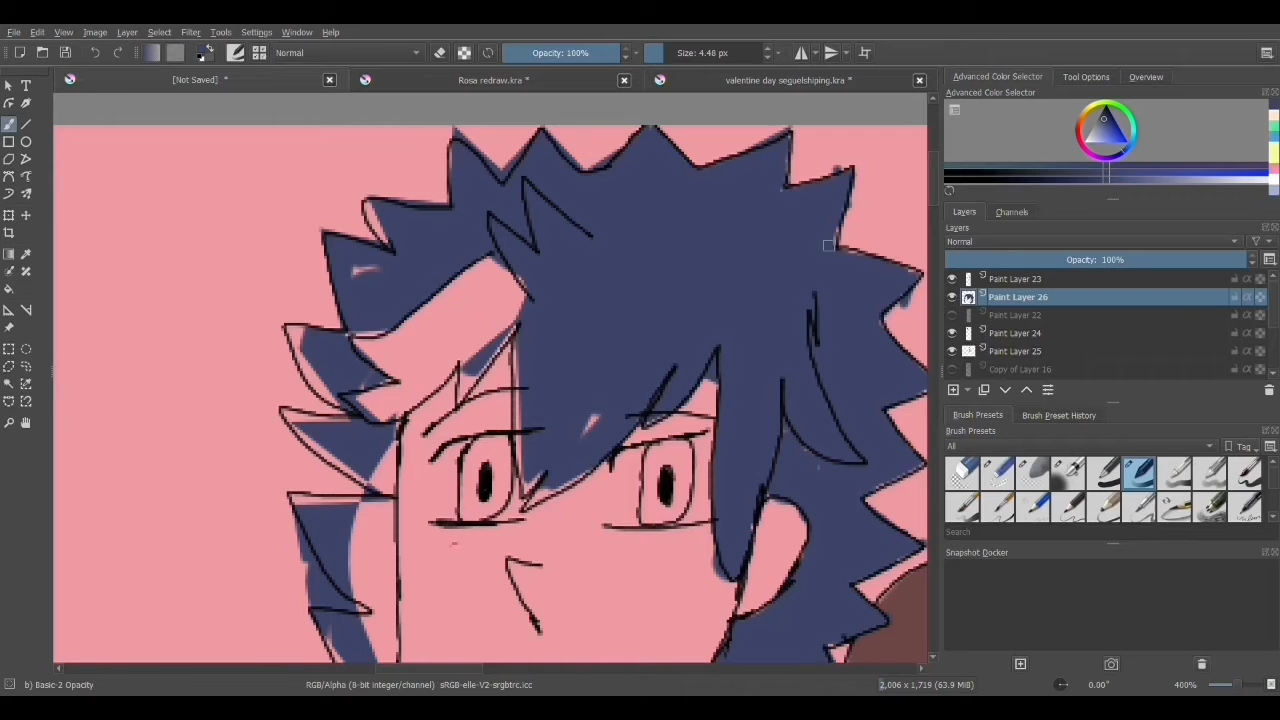 File Edit View Image Layer Select Filter Tools Settings Window Help
Normal Opacity: 100% Size: 4.48 px
[Not Saved] * Rosa redraw.kra * valentine day seguelshiping.kra *
Advanced Color Selector Tool Options Overview
Advanced Color Selector
Layers Channels
Layers
Normal
Opacity: 100%
Paint Layer 23
Paint Layer 26
Paint Layer 22
Paint Layer 24
Paint Layer 25
Copy of Layer 16
Brush Presets Brush Preset History
Brush Presets
All Tag
Search
Snapshot Docker
b) Basic-2 Opacity RGB/Alpha (8-bit integer/channel) sRGB-elle-V2-srgbtrc.icc 2,006 x 1,719 (63.9 MiB) 0.00° 400%